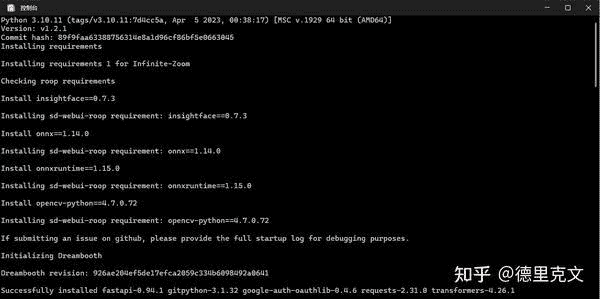 控制台
Python 3.10.11 (tags/v3.10.11:7d4cc5a, Apr  5 2023, 00:38:17) [MSC v.1929 64 bit (AMD64)]
Version: v1.2.1
Commit hash: 89f9faa63388756314e8a1d96cf86bf5e0663045
Installing requirements
Installing requirements 1 for Infinite-Zoom
Checking roop requirements
Install insightface==0.7.3
Installing sd-webui-roop requirement: insightface==0.7.3
Install onnx==1.14.0
Installing sd-webui-roop requirement: onnx==1.14.0
Install onnxruntime==1.15.0
Installing sd-webui-roop requirement: onnxruntime==1.15.0
Install opencv-python==4.7.0.72
Installing sd-webui-roop requirement: opencv-python==4.7.0.72
If submitting an issue on github, please provide the full startup log for debugging purposes.
Initializing Dreambooth
Dreambooth revision: 926ae204ef5de17efca2059c334b6098492a0641
Successfully installed fastapi-0.94.1 gitpython-3.1.32 google-auth-oauthlib-0.4.6 requests-2.31.0 transformers-4.26.1
知乎 @德里克文